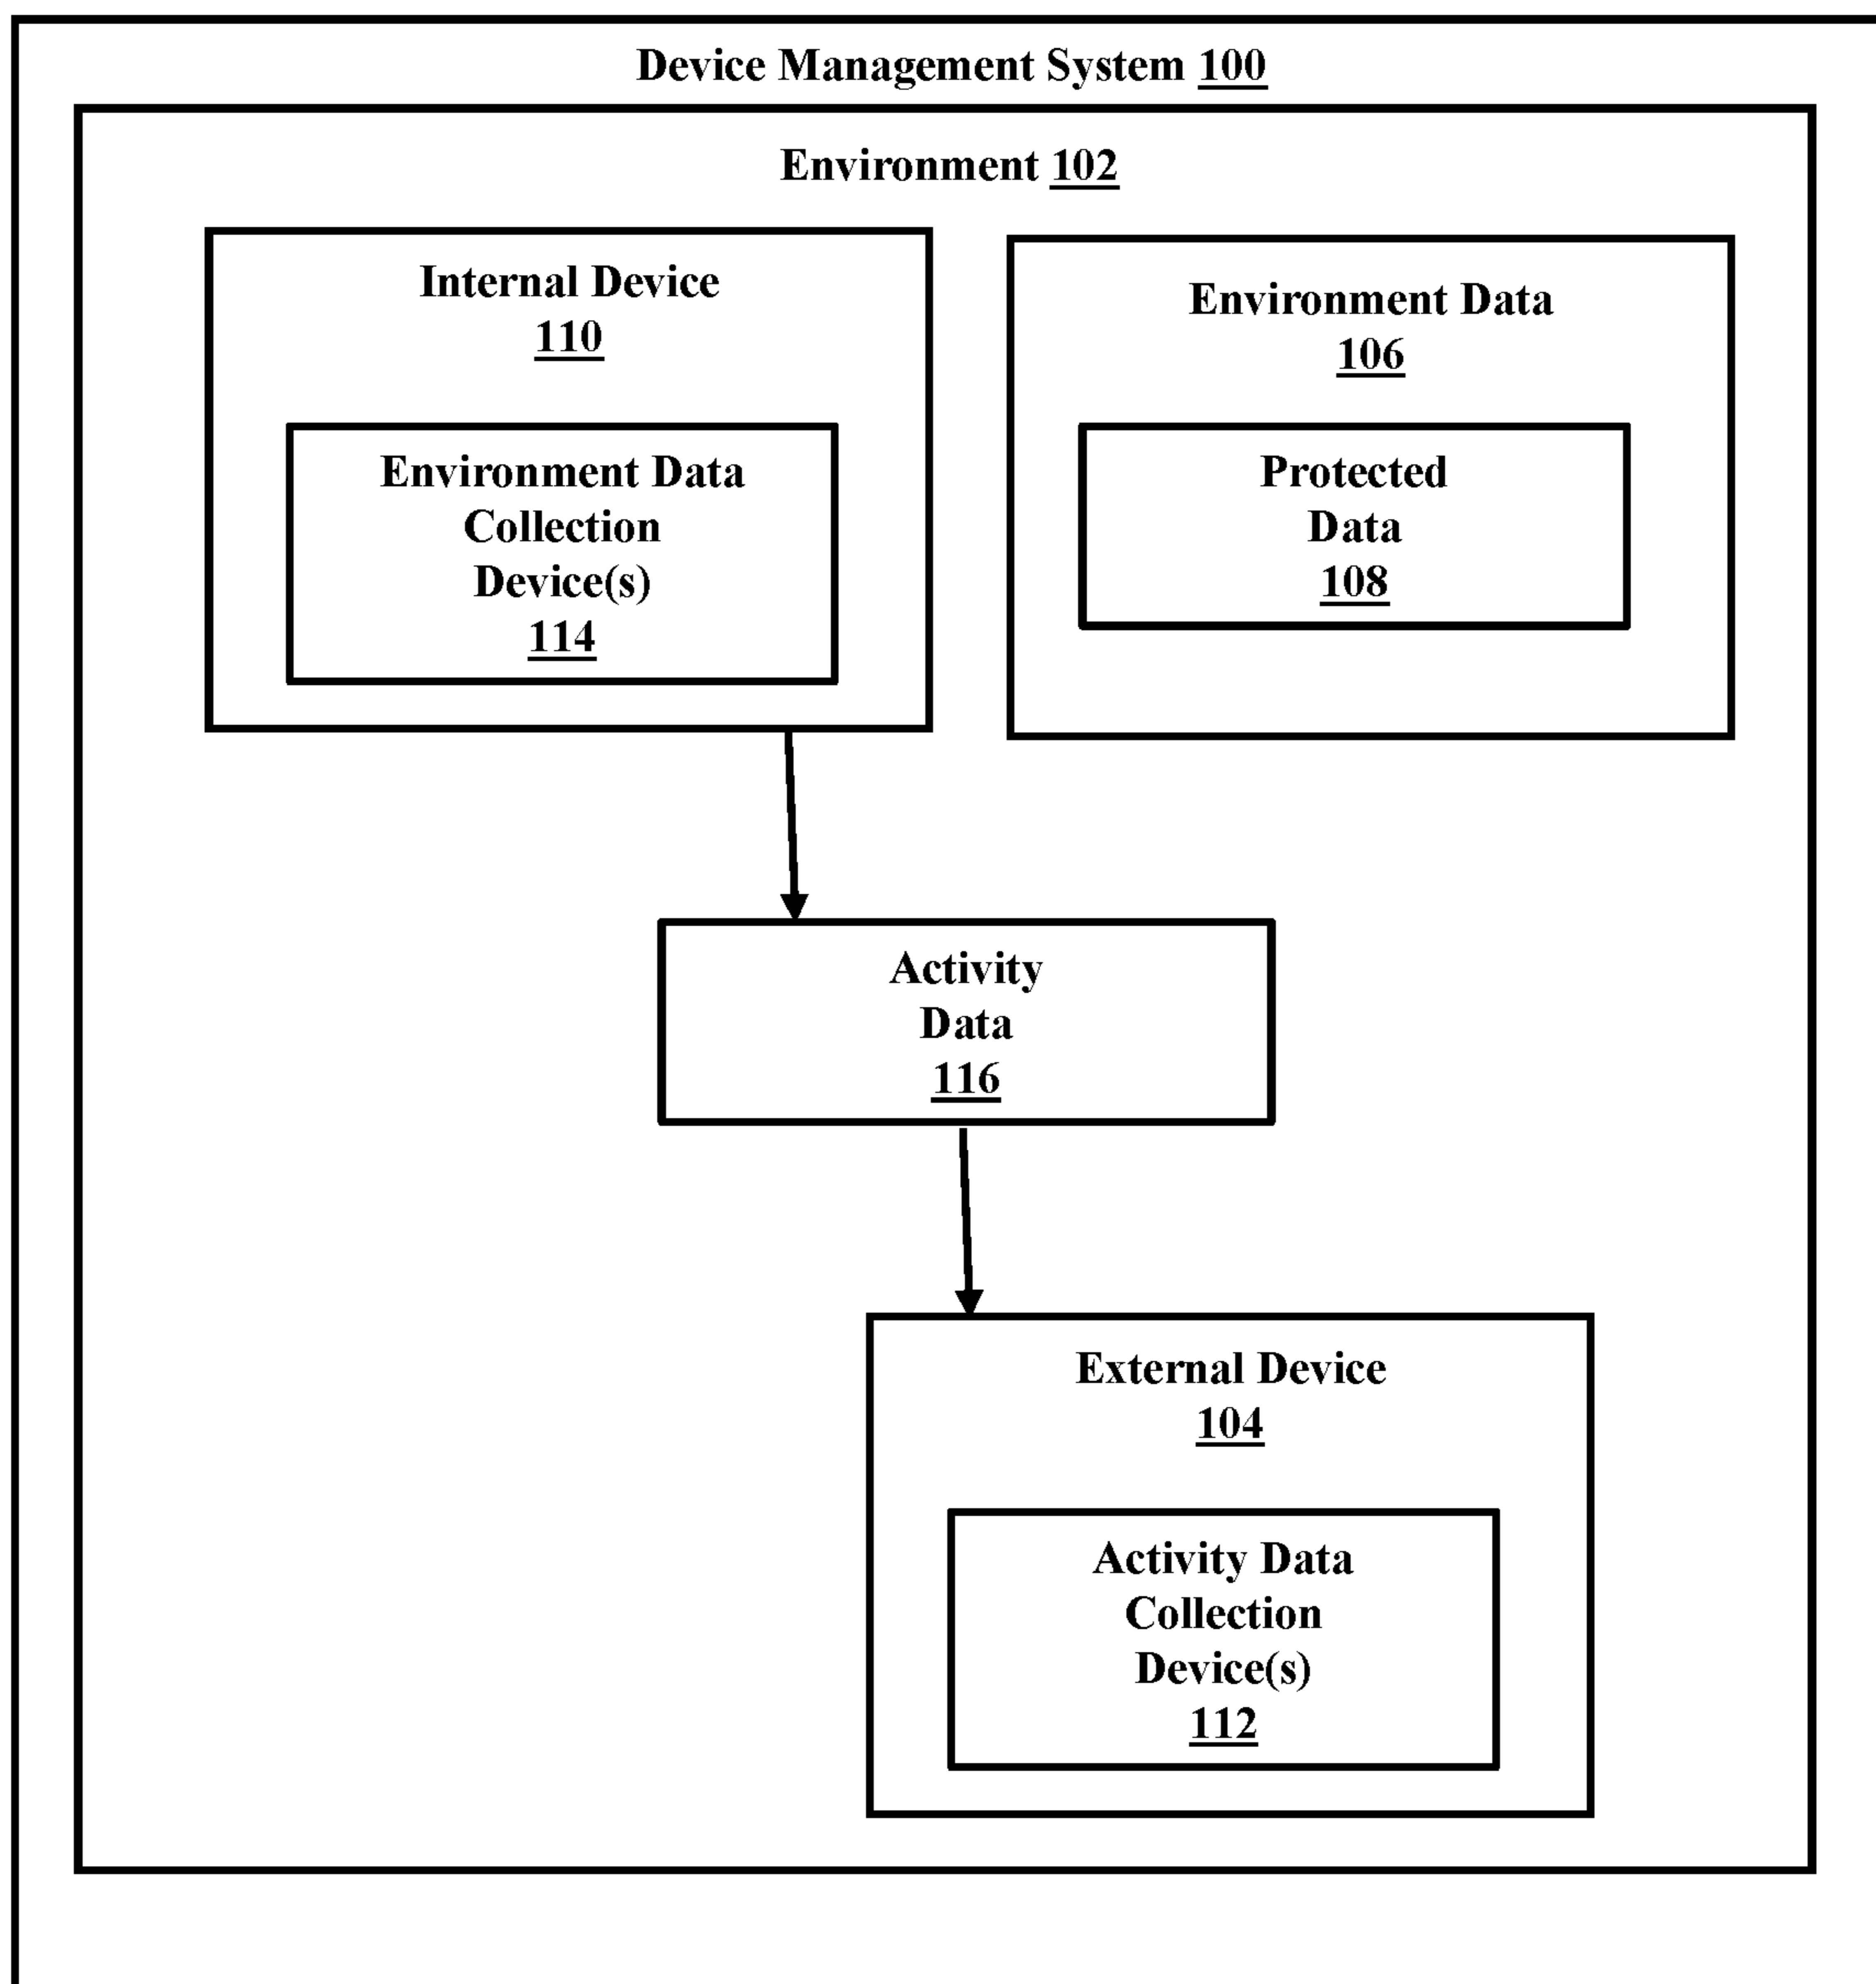 Device Management System 100
Environment 102
Internal Device
110
Environment Data
Collection
Device(s)
114
Environment Data
106
Protected
Data
108
Activity
Data
116
External Device
104
Activity Data
Collection
Device(s)
112